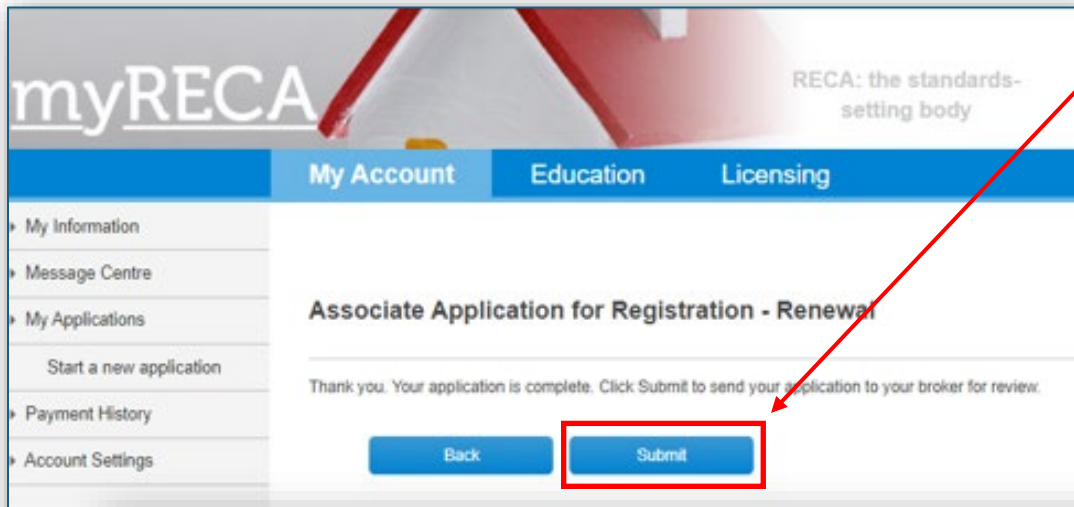 myRECA
RECA: the standards-
setting body
My Account Education Licensing
My Information
Message Centre
My Applications
Start a new application
Payment History
Account Settings
Associate Application for Registration - Renewal
Thank you. Your application is complete. Click Submit to send your application to your broker for review.
Back Submit